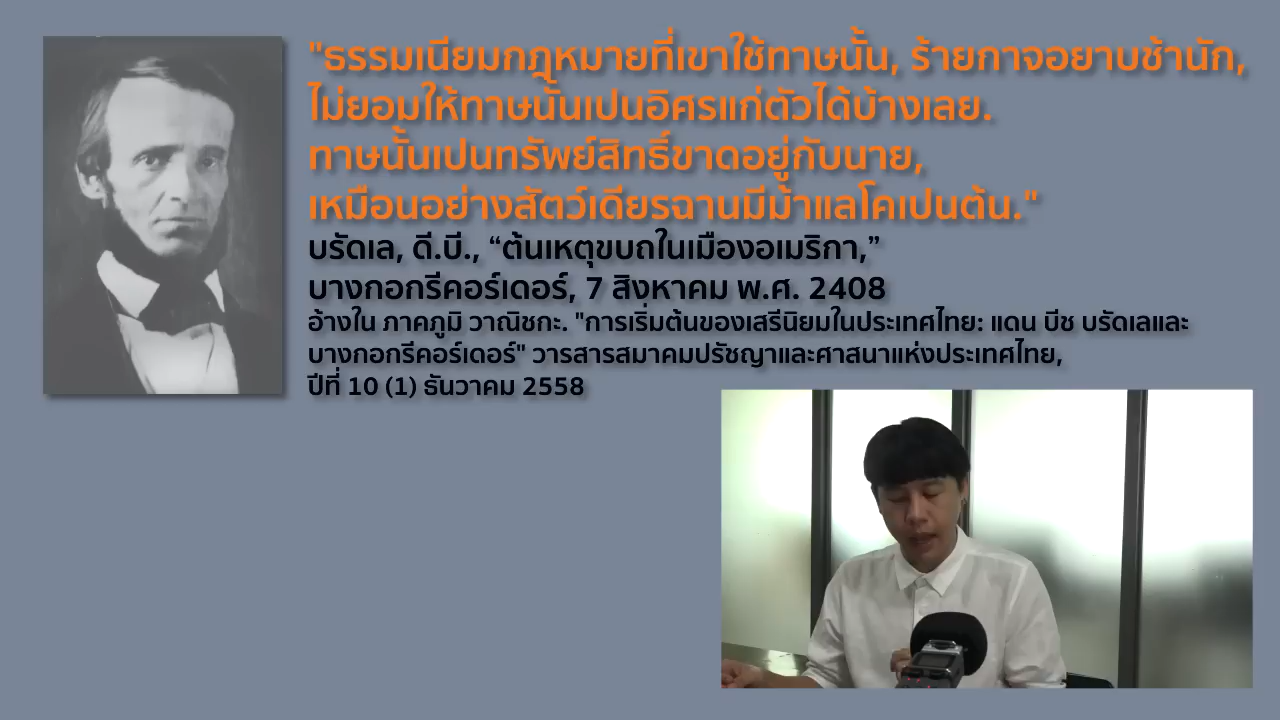 "ธรรมเนียมกฎหมายที่เขาใช้ทาษนั้น, ร้ายกาจอยาบช้านัก,
ไม่ยอมให้ทาษนั้นเปนอิศรแก่ตัวได้บ้างเลย.
ทาษนั้นเปนทรัพย์สิทธิ์ขาดอยู่กับนาย,
เหมือนอย่างสัตว์เดียรฉานมีม้าแลโคเปนต้น."
บรัดเล, ดี.บี., “ต้นเหตุขบถในเมืองอเมริกา,”
บางกอกรีคอร์เดอร์, 7 สิงหาคม พ.ศ. 2408
อ้างใน ภาคภูมิ วาณิชกะ. "การเริ่มต้นของเสรีนิยมในประเทศไทย: แดน บีช บรัดเลและ
บางกอกรีคอร์เดอร์" วารสารสมาคมปรัชญาและศาสนาแห่งประเทศไทย,
ปีที่ 10 (1) ธันวาคม 2558